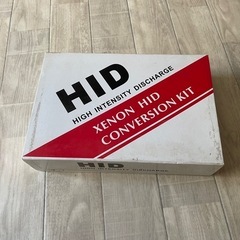 HID
HIGH INTENSITY DISCHARGE
XENON HID
CONVERSION KIT
HID